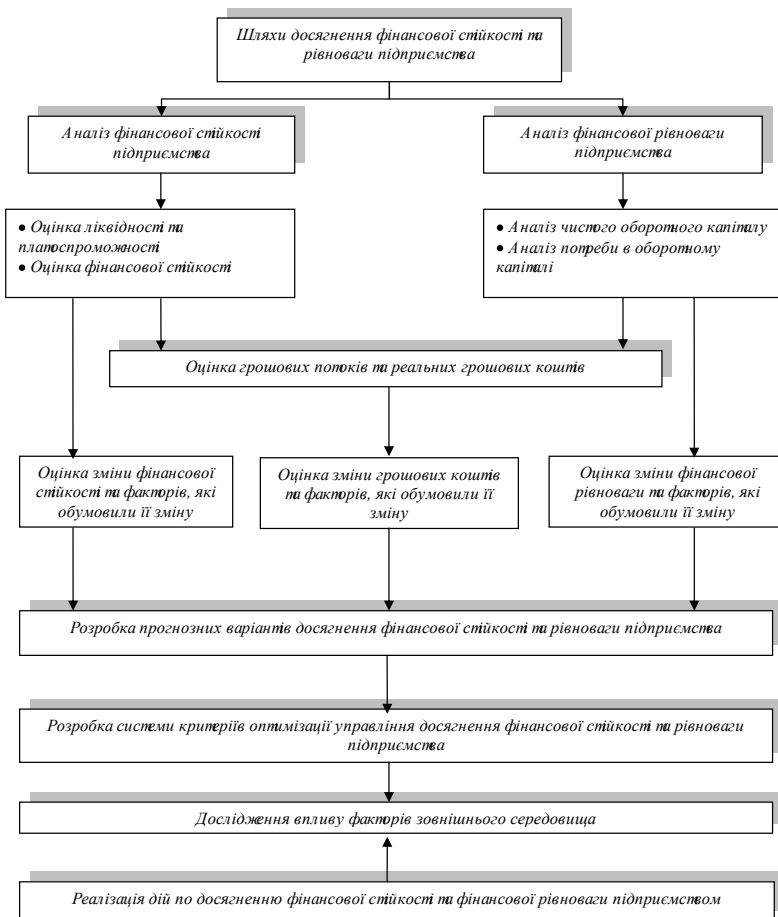 Шляхи досягнення фінансової стійкості та
рівноваги підприємства
Аналіз фінансової стійкості
підприємства
Аналіз фінансової рівноваги
підприємства
• Оцінка ліквідності та
платоспроможності
• Оцінка фінансової стійкості
• Аналіз чистого оборотного капіталу
• Аналіз потреби в оборотному
капіталі
Оцінка грошових потоків та реальних грошових коштів
Оцінка зміни фінансової
стійкості та факторів, які
обумовили її зміну
Оцінка зміни грошових коштів
та факторів, які обумовили її
зміну
Оцінка зміни фінансової
рівноваги та факторів, які
обумовили її зміну
Розробка прогнозних варіантів досягнення фінансової стійкості та рівноваги підприємства
Розробка системи критеріїв оптимізації управління досягнення фінансової стійкості та рівноваги
підприємства
Дослідження впливу факторів зовнішнього середовища
Реалізація дій по досягненню фінансової стійкості та фінансової рівноваги підприємством